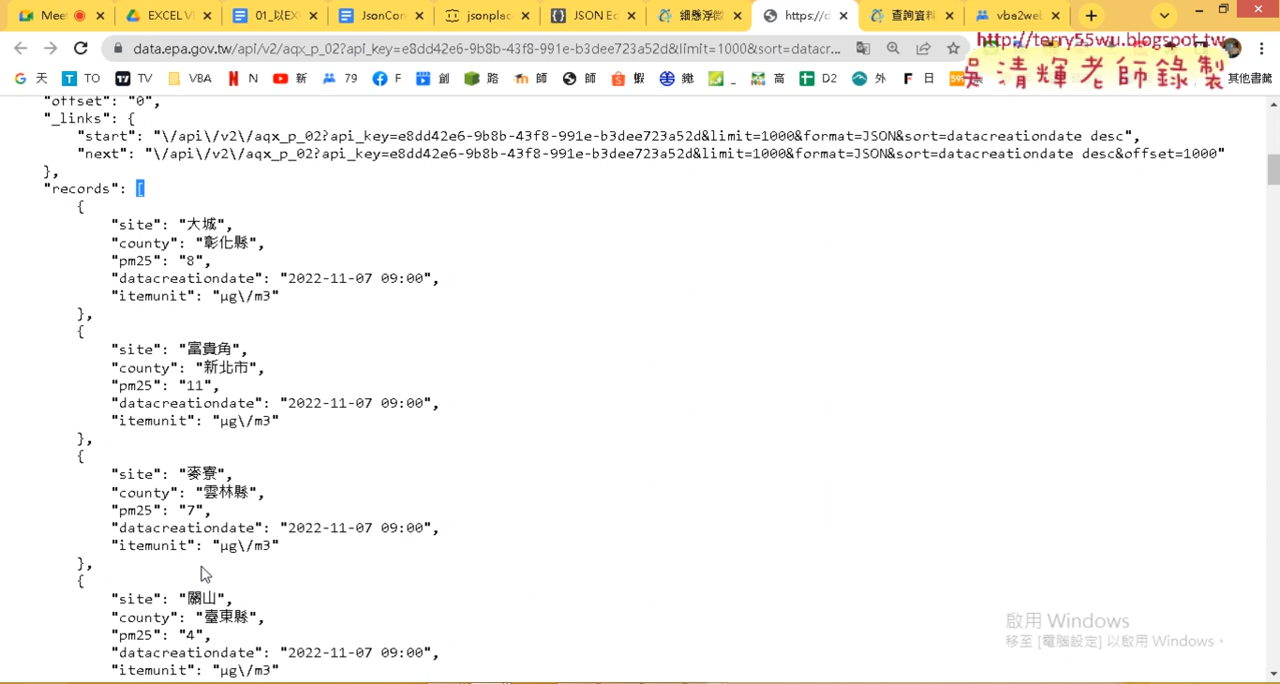 Meet
EXCEL V
01_以EX
JsonCon
jsonplac
JSON Ed
細懸浮微
https://d
查詢資料
vba2wel
data.epa.gov.tw/api/v2/aqx_p_02?api_key=e8dd42e6-9b8b-43f8-991e-b3dee723a52d&limit=1000&sort=datacr...
http://terry55wu.blogspot.tw
吳清輝老師錄製
天 TO TV VBA N 新 79 F 創 路 師 師 蝦 _ 高 D2 外 日 其他書籤
"offset": "0",
"_links": {
"start": "\/api\/v2\/aqx_p_02?api_key=e8dd42e6-9b8b-43f8-991e-b3dee723a52d&limit=1000&format=JSON&sort=datacreationdate desc",
"next": "\/api\/v2\/aqx_p_02?api_key=e8dd42e6-9b8b-43f8-991e-b3dee723a52d&limit=1000&format=JSON&sort=datacreationdate desc&offset=1000"
},
"records": [
{
"site": "大城",
"county": "彰化縣",
"pm25": "8",
"datacreationdate": "2022-11-07 09:00",
"itemunit": "μg\/m3"
},
{
"site": "富貴角",
"county": "新北市",
"pm25": "11",
"datacreationdate": "2022-11-07 09:00",
"itemunit": "μg\/m3"
},
{
"site": "麥寮",
"county": "雲林縣",
"pm25": "7",
"datacreationdate": "2022-11-07 09:00",
"itemunit": "μg\/m3"
},
{
"site": "關山",
"county": "臺東縣",
"pm25": "4",
"datacreationdate": "2022-11-07 09:00",
"itemunit": "μg\/m3"
啟用 Windows
移至 [電腦設定] 以啟用 Windows。